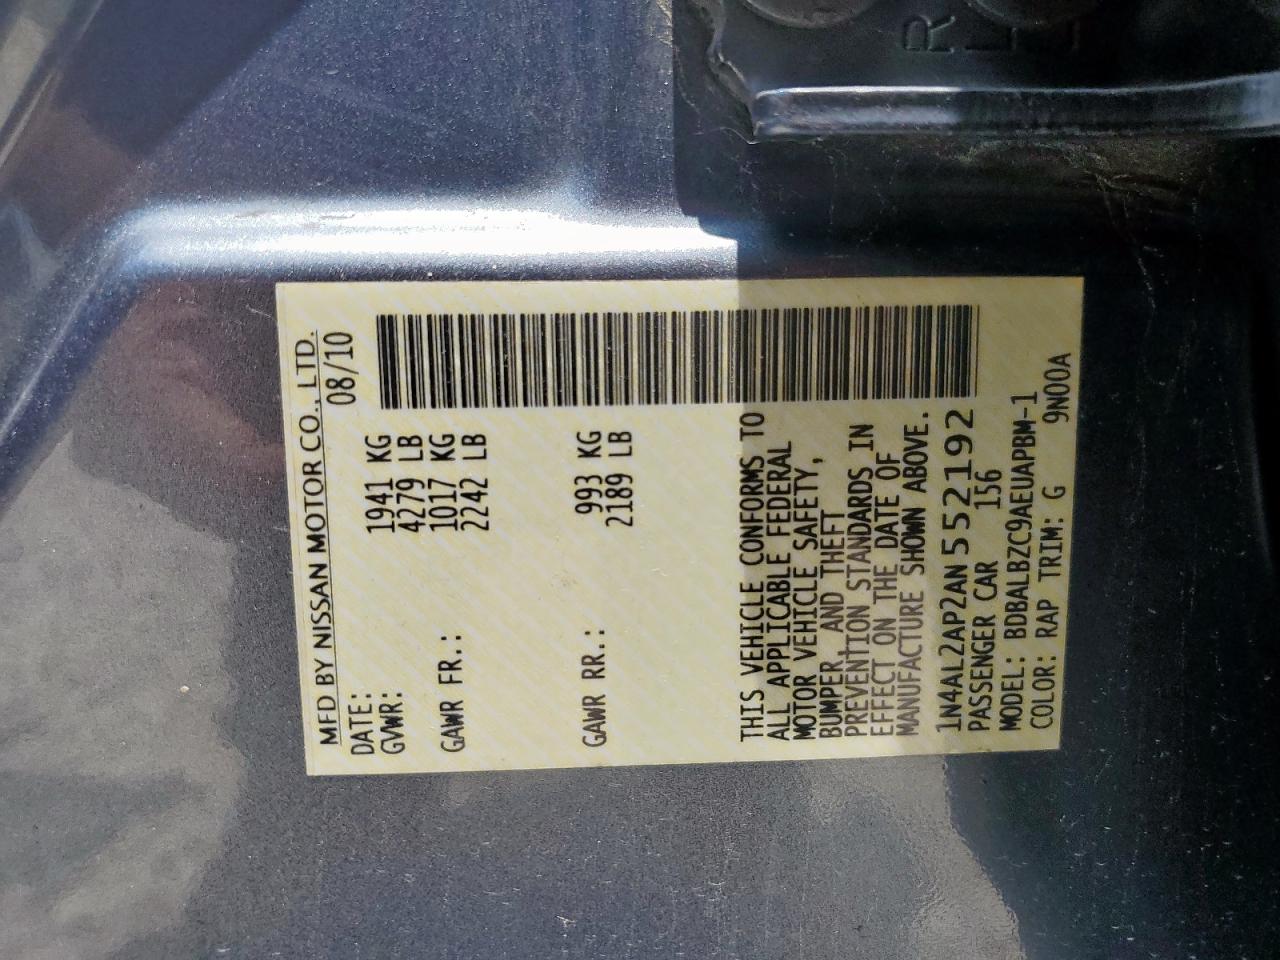 MFD BY NISSAN MOTOR CO., LTD.
DATE: 08/10
GVWR: 1941 KG
4279 LB
GAWR FR.: 1017 KG
2242 LB
GAWR RR.: 993 KG
2189 LB
THIS VEHICLE CONFORMS TO
ALL APPLICABLE FEDERAL
MOTOR VEHICLE SAFETY,
BUMPER, AND THEFT
PREVENTION STANDARDS IN
EFFECT ON THE DATE OF
MANUFACTURE SHOWN ABOVE.
1N4AL2AP2AN552192
PASSENGER CAR 156
MODEL: BDBALBZC9AEUAPBM-1
COLOR: RAP TRIM: G 9N00A